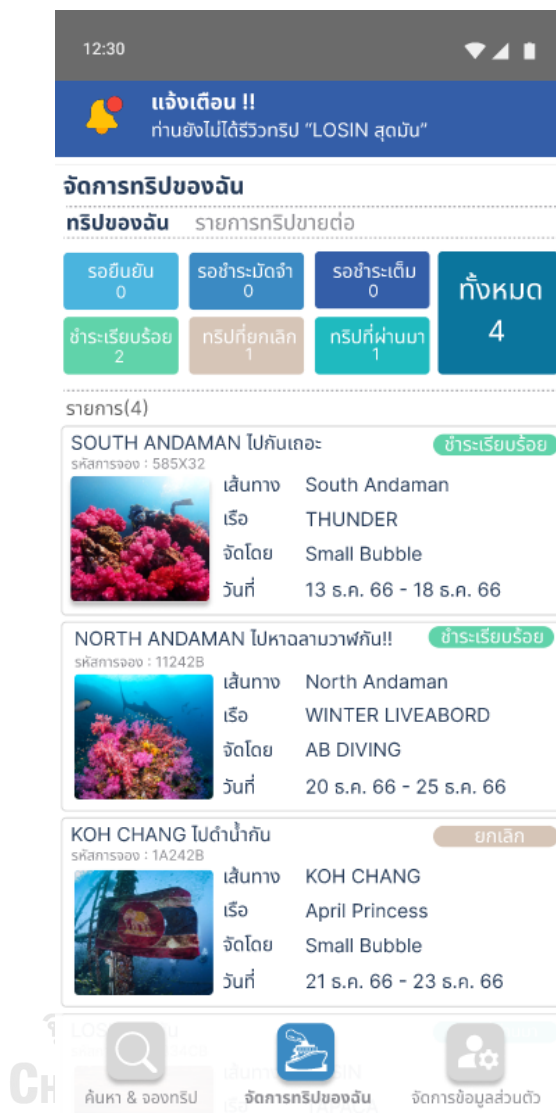 12:30
แจ้งเตือน !!
ท่านยังไม่ได้รีวิวทริป “LOSIN สุดมัน”
จัดการทริปของฉัน
ทริปของฉัน รายการทริปขายต่อ
รอยืนยัน
0
รอชำระมัดจำ
0
รอชำระเต็ม
0
ทั้งหมด
4
ชำระเรียบร้อย
2
ทริปที่ยกเลิก
1
ทริปที่ผ่านมา
1
รายการ(4)
SOUTH ANDAMAN ไปกันเถอะ ชำระเรียบร้อย
รหัสการจอง : 585X32
เส้นทาง South Andaman
เรือ THUNDER
จัดโดย Small Bubble
วันที่ 13 ธ.ค. 66 - 18 ธ.ค. 66
NORTH ANDAMAN ไปหาฉลามวาฬกัน!! ชำระเรียบร้อย
รหัสการจอง : 11242B
เส้นทาง North Andaman
เรือ WINTER LIVEABORD
จัดโดย AB DIVING
วันที่ 20 ธ.ค. 66 - 25 ธ.ค. 66
KOH CHANG ไปดำน้ำกัน ยกเลิก
รหัสการจอง : 1A242B
เส้นทาง KOH CHANG
เรือ April Princess
จัดโดย Small Bubble
วันที่ 21 ธ.ค. 66 - 23 ธ.ค. 66
ค้นหา & จองทริป จัดการทริปของฉัน จัดการข้อมูลส่วนตัว